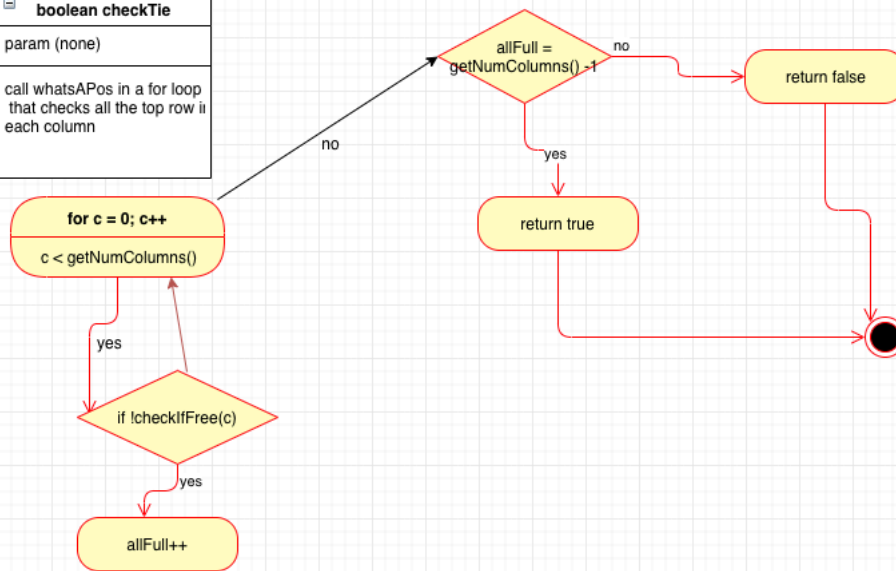 boolean checkTie
param (none)
call whatsAPos in a for loop
that checks all the top row
each column
for c = 0; c++
c < getNumColumns()
yes
if !checkIfFree(c)
yes
allFull++
no
allFull =
getNumColumns() -1
no
return false
yes
return true